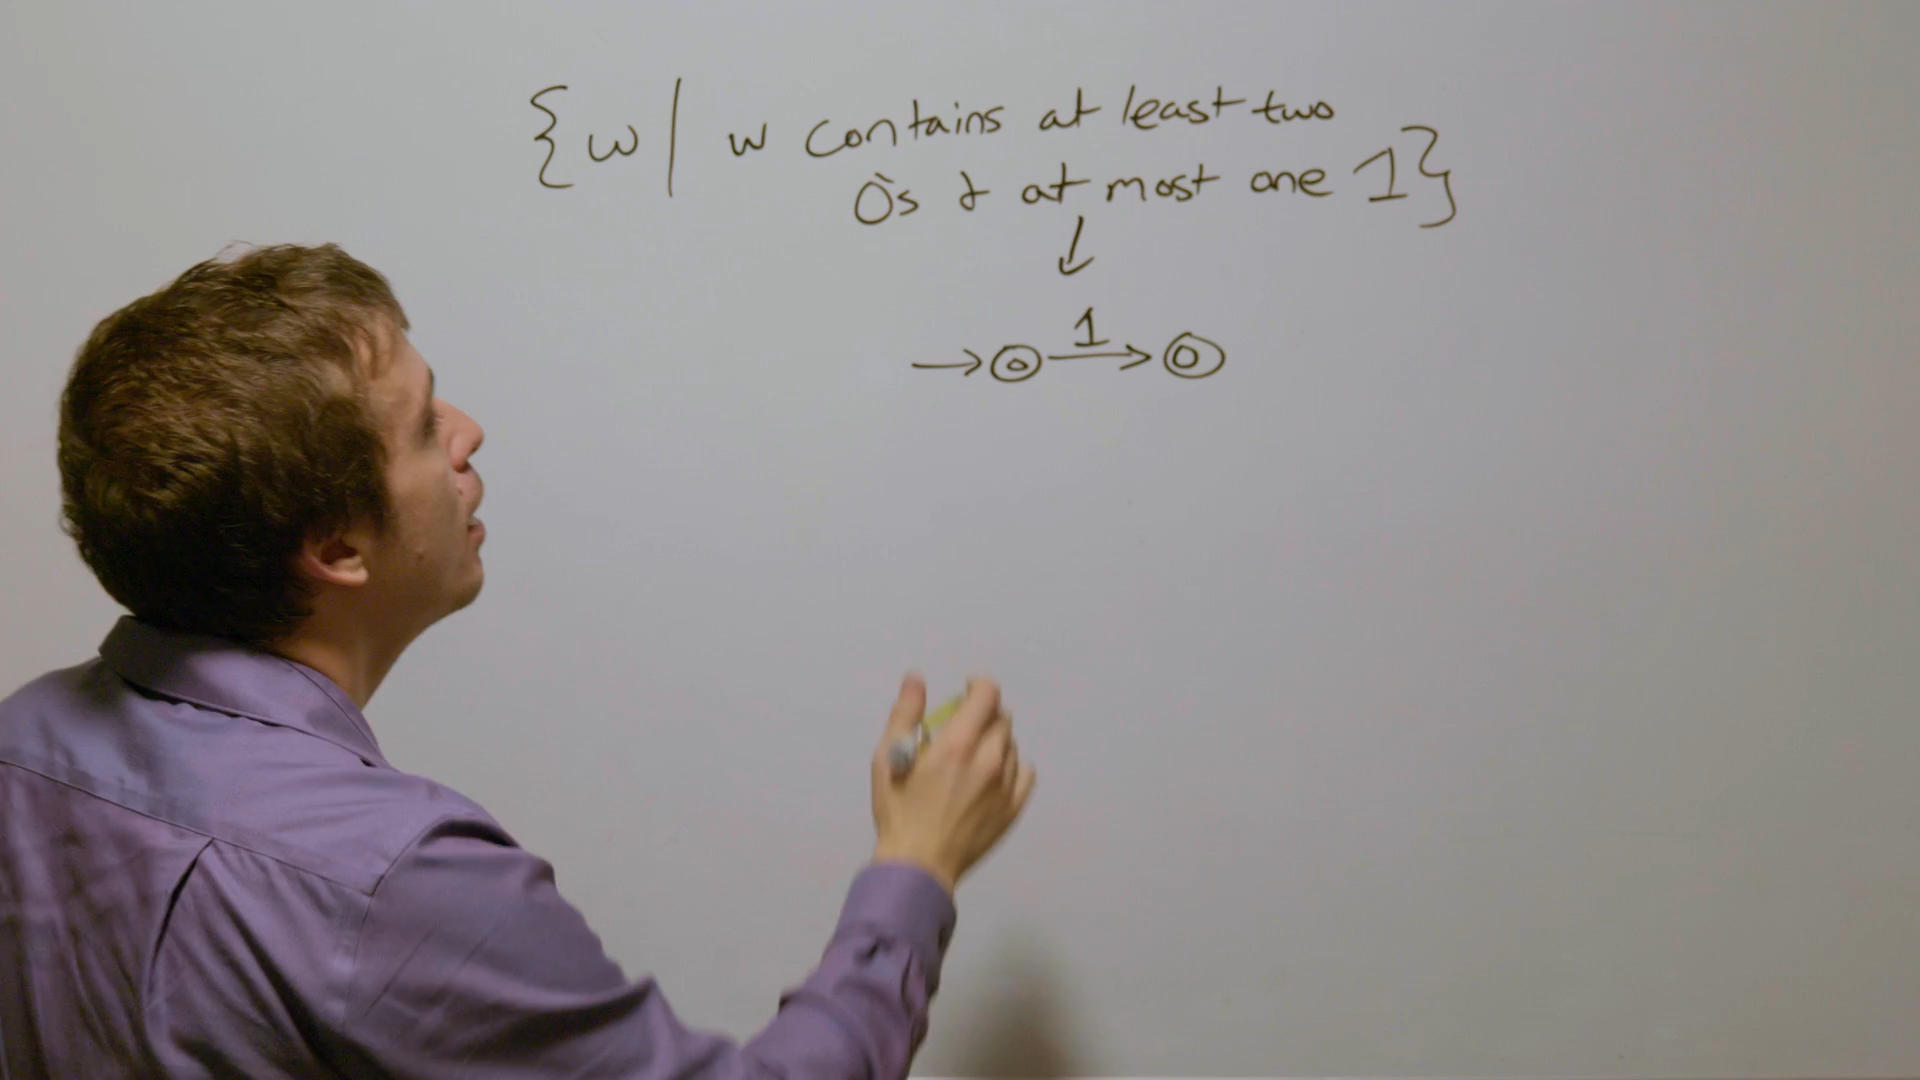 {w | w contains at least two
0's & at most one 1}
1